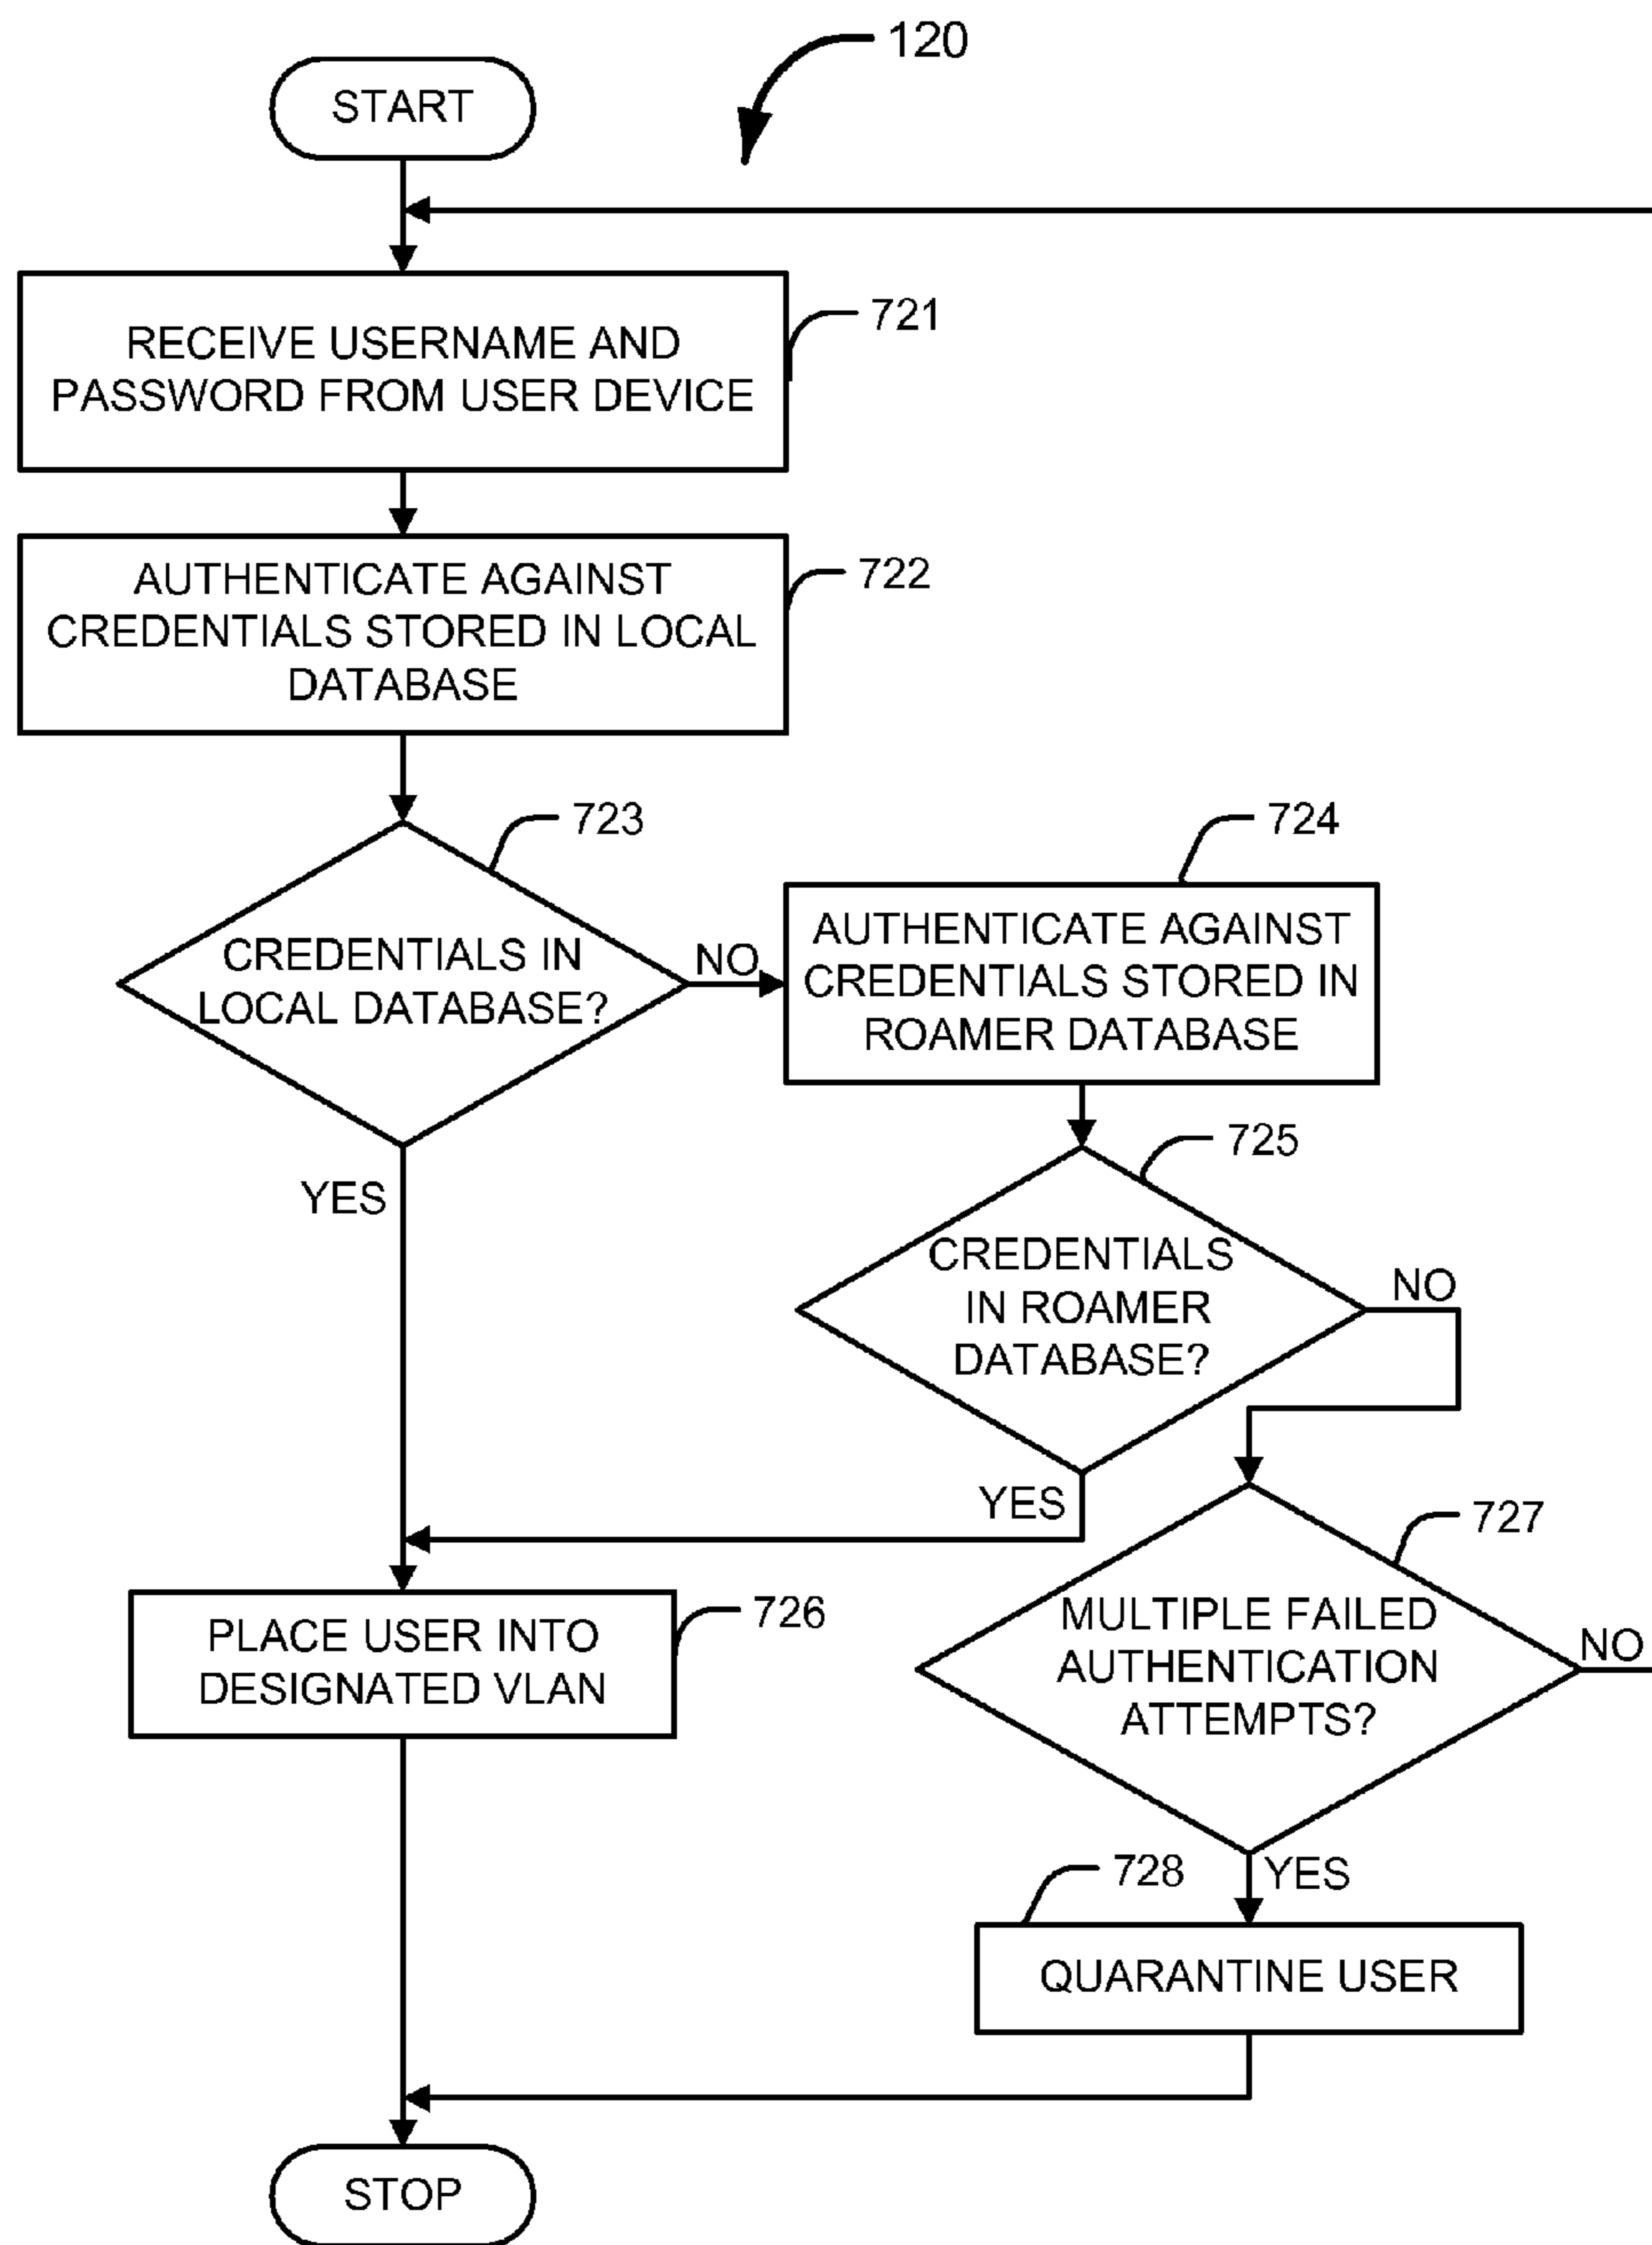 120
START
RECEIVE USERNAME AND
PASSWORD FROM USER DEVICE
721
AUTHENTICATE AGAINST
CREDENTIALS STORED IN LOCAL
DATABASE
722
723
CREDENTIALS IN
LOCAL DATABASE?
NO
YES
724
AUTHENTICATE AGAINST
CREDENTIALS STORED IN
ROAMER DATABASE
725
CREDENTIALS
IN ROAMER
DATABASE?
NO
YES
PLACE USER INTO
DESIGNATED VLAN
726
727
MULTIPLE FAILED
AUTHENTICATION
ATTEMPTS?
NO
YES
728
QUARANTINE USER
STOP